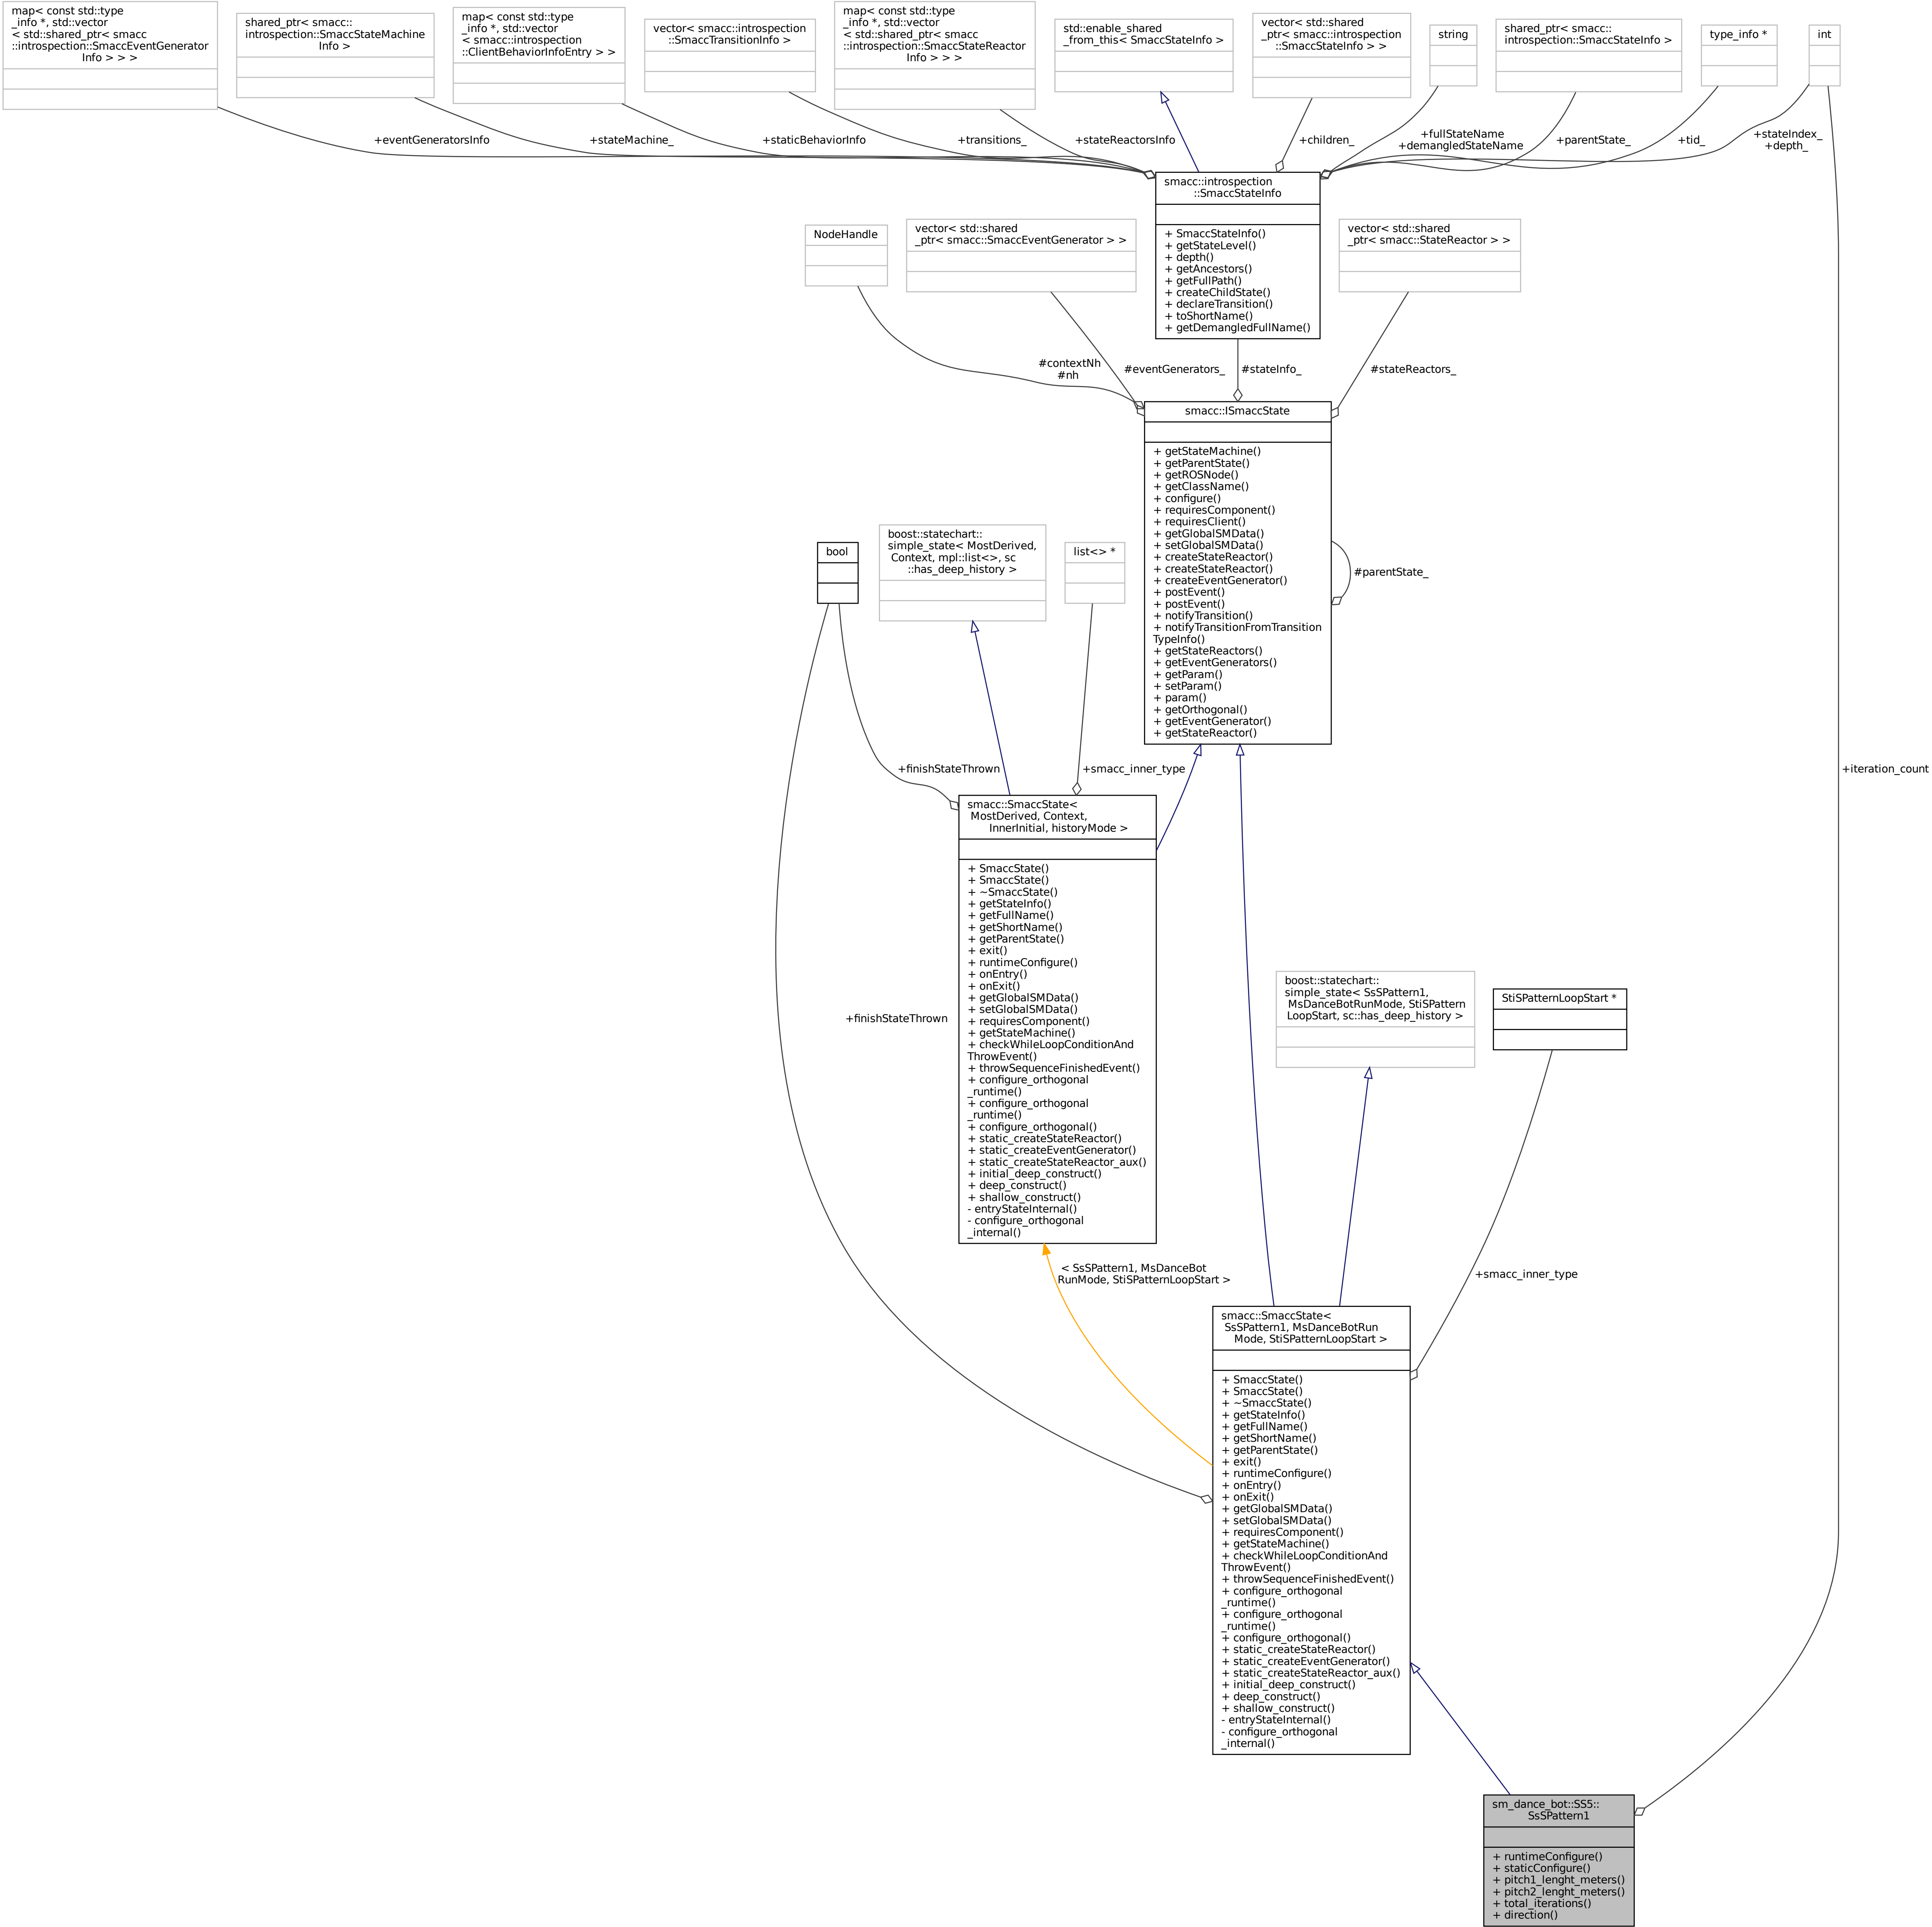 map< const std::type
_info *, std::vector
< std::shared_ptr< smacc
::introspection::SmaccEventGenerator
Info > > >
shared_ptr< smacc::
introspection::SmaccStateMachine
Info >
map< const std::type
_info *, std::vector
< smacc::introspection
::ClientBehaviorInfoEntry > >
vector< smacc::introspection
::SmaccTransitionInfo >
map< const std::type
_info *, std::vector
< std::shared_ptr< smacc
::introspection::SmaccStateReactor
Info > > >
std::enable_shared
_from_this< SmaccStateInfo >
vector< std::shared
_ptr< smacc::introspection
::SmaccStateInfo > >
string
shared_ptr< smacc::
introspection::SmaccStateInfo >
type_info *
int
+eventGeneratorsInfo
+stateMachine_
+staticBehaviorInfo
+transitions_
+stateReactorsInfo
+children_
+fullStateName
+demangledStateName
+parentState_
+tid_
+stateIndex_
+depth_
smacc::introspection
::SmaccStateInfo
+ SmaccStateInfo()
+ getStateLevel()
+ depth()
+ getAncestors()
+ getFullPath()
+ createChildState()
+ declareTransition()
+ toShortName()
+ getDemangledFullName()
NodeHandle
vector< std::shared
_ptr< smacc::SmaccEventGenerator > >
vector< std::shared
_ptr< smacc::StateReactor > >
#contextNh
#nh
#eventGenerators_
#stateInfo_
#stateReactors_
smacc::ISmaccState
+ getStateMachine()
+ getParentState()
+ getROSNode()
+ getClassName()
+ configure()
+ requiresComponent()
+ requiresClient()
+ getGlobalSMData()
+ setGlobalSMData()
+ createStateReactor()
+ createStateReactor()
+ createEventGenerator()
+ postEvent()
+ postEvent()
+ notifyTransition()
+ notifyTransitionFromTransition
TypeInfo()
+ getStateReactors()
+ getEventGenerators()
+ getParam()
+ setParam()
+ param()
+ getOrthogonal()
+ getEventGenerator()
+ getStateReactor()
#parentState_
bool
boost::statechart::
simple_state< MostDerived,
Context, mpl::list<>, sc
::has_deep_history >
list<> *
+finishStateThrown
+smacc_inner_type
+iteration_count
smacc::SmaccState<
MostDerived, Context,
InnerInitial, historyMode >
+ SmaccState()
+ SmaccState()
+ ~SmaccState()
+ getStateInfo()
+ getFullName()
+ getShortName()
+ getParentState()
+ exit()
+ runtimeConfigure()
+ onEntry()
+ onExit()
+ getGlobalSMData()
+ setGlobalSMData()
+ requiresComponent()
+ getStateMachine()
+ checkWhileLoopConditionAnd
ThrowEvent()
+ throwSequenceFinishedEvent()
+ configure_orthogonal
_runtime()
+ configure_orthogonal
_runtime()
+ configure_orthogonal()
+ static_createStateReactor()
+ static_createEventGenerator()
+ static_createStateReactor_aux()
+ initial_deep_construct()
+ deep_construct()
+ shallow_construct()
- entryStateInternal()
- configure_orthogonal
_internal()
+finishStateThrown
boost::statechart::
simple_state< SsSPattern1,
MsDanceBotRunMode, StiSPattern
LoopStart, sc::has_deep_history >
StiSPatternLoopStart *
< SsSPattern1, MsDanceBot
RunMode, StiSPatternLoopStart >
+smacc_inner_type
smacc::SmaccState<
SsSPattern1, MsDanceBotRun
Mode, StiSPatternLoopStart >
+ SmaccState()
+ SmaccState()
+ ~SmaccState()
+ getStateInfo()
+ getFullName()
+ getShortName()
+ getParentState()
+ exit()
+ runtimeConfigure()
+ onEntry()
+ onExit()
+ getGlobalSMData()
+ setGlobalSMData()
+ requiresComponent()
+ getStateMachine()
+ checkWhileLoopConditionAnd
ThrowEvent()
+ throwSequenceFinishedEvent()
+ configure_orthogonal
_runtime()
+ configure_orthogonal
_runtime()
+ configure_orthogonal()
+ static_createStateReactor()
+ static_createEventGenerator()
+ static_createStateReactor_aux()
+ initial_deep_construct()
+ deep_construct()
+ shallow_construct()
- entryStateInternal()
- configure_orthogonal
_internal()
sm_dance_bot::SS5::
SsSPattern1
+ runtimeConfigure()
+ staticConfigure()
+ pitch1_lenght_meters()
+ pitch2_lenght_meters()
+ total_iterations()
+ direction()